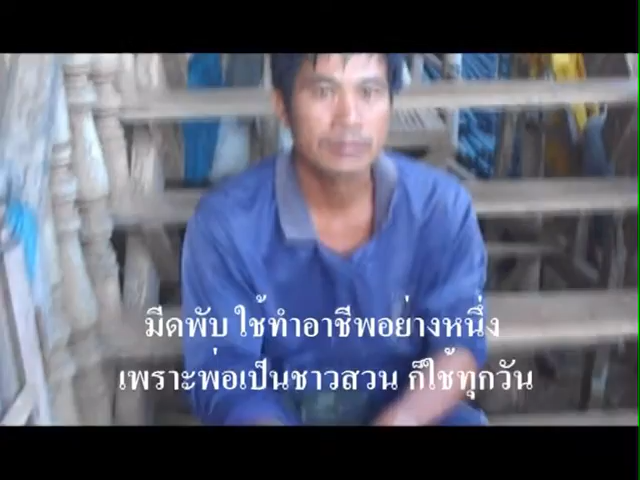 มีดพับ ใช้ทำอาชีพอย่างหนึ่ง
เพราะพ่อเป็นชาวสวน ก็ใช้ทุกวัน